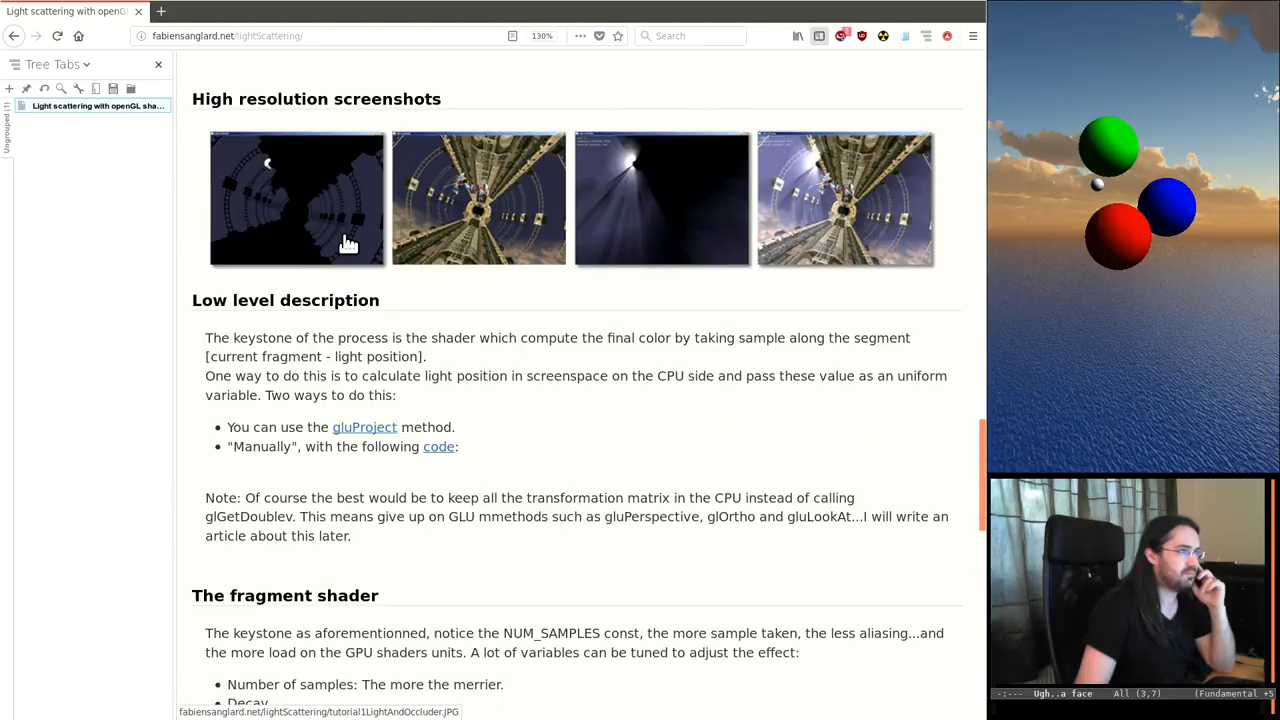 Light scattering with openGL
fabiensanglard.net/lightScattering/
130%
Search
Tree Tabs
Light scattering with openGL sha...
Ungrouped (1)
High resolution screenshots
Low level description
The keystone of the process is the shader which compute the final color by taking sample along the segment
[current fragment - light position].
One way to do this is to calculate light position in screenspace on the CPU side and pass these value as an uniform
variable. Two ways to do this:
• You can use the gluProject method.
• "Manually", with the following code:
Note: Of course the best would be to keep all the transformation matrix in the CPU instead of calling
glGetDoublev. This means give up on GLU mmethods such as gluPerspective, glOrtho and gluLookAt...I will write an
article about this later.
The fragment shader
The keystone as aforementionned, notice the NUM_SAMPLES const, the more sample taken, the less aliasing...and
the more load on the GPU shaders units. A lot of variables can be tuned to adjust the effect:
• Number of samples: The more the merrier.
• Decay
fabiensanglard.net/lightScattering/tutorial1LightAndOccluder.JPG
-:--- Ugh..a face All (3,7) (Fundamental +5